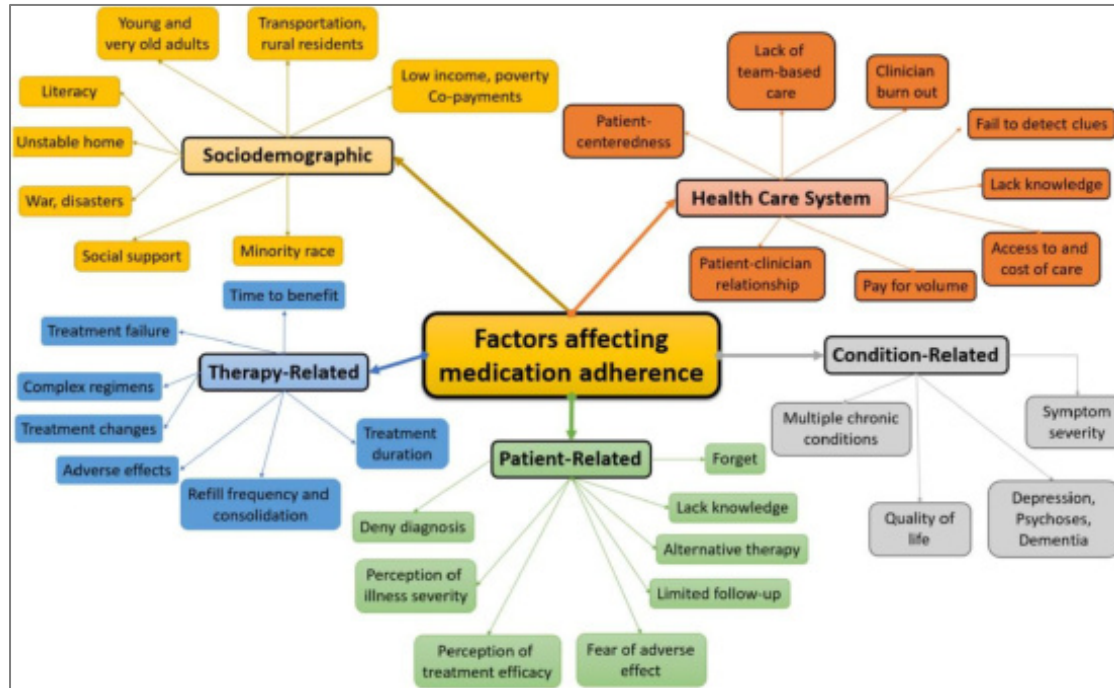 Young and
very old adults
Transportation,
rural residents
Low income, poverty
Co-payments
Literacy
Unstable home
War, disasters
Social support
Minority race
Sociodemographic
Lack of
team-based
care
Clinician
burn out
Patient-
centeredness
Fail to detect clues
Lack knowledge
Access to and
cost of care
Pay for volume
Patient-clinician
relationship
Health Care System
Factors affecting
medication adherence
Time to benefit
Treatment failure
Therapy-Related
Complex regimens
Treatment changes
Adverse effects
Refill frequency and
consolidation
Treatment
duration
Condition-Related
Multiple chronic
conditions
Symptom
severity
Quality of
life
Depression,
Psychoses,
Dementia
Patient-Related
Forget
Deny diagnosis
Lack knowledge
Alternative therapy
Perception of
illness severity
Limited follow-up
Perception of
treatment efficacy
Fear of adverse
effect